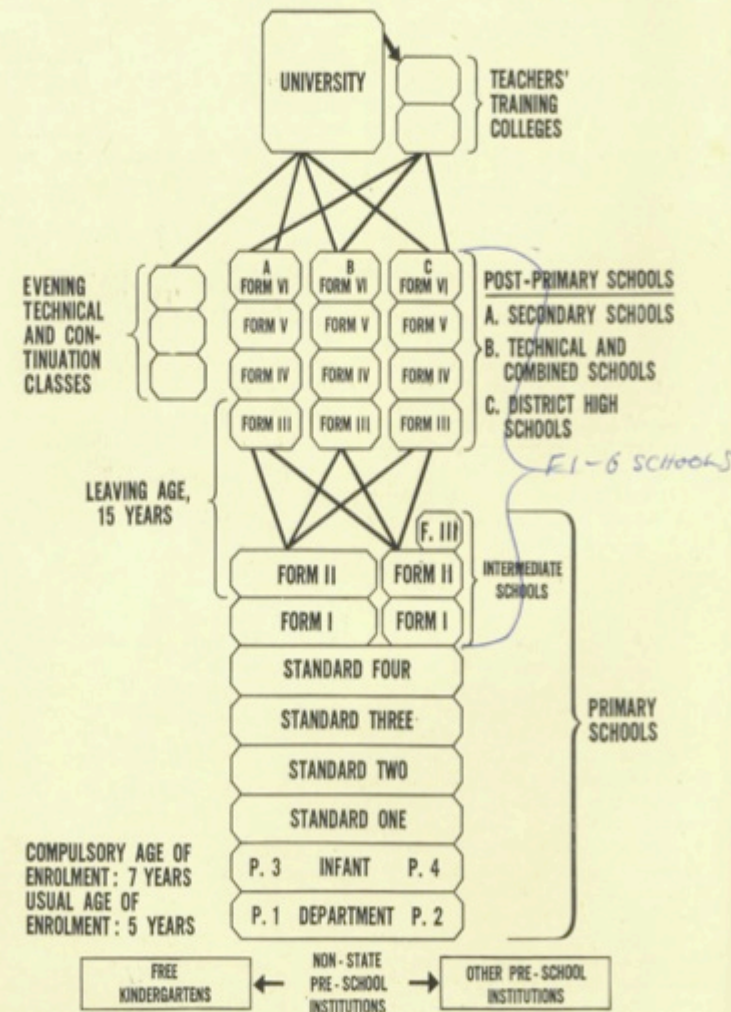 UNIVERSITY
TEACHERS'
TRAINING
COLLEGES
EVENING
TECHNICAL
AND CON-
TINUATION
CLASSES
A
FORM VI
B
FORM VI
C
FORM VI
FORM V
FORM V
FORM V
FORM IV
FORM IV
FORM IV
FORM III
FORM III
FORM III
POST-PRIMARY SCHOOLS
A. SECONDARY SCHOOLS
B. TECHNICAL AND
COMBINED SCHOOLS
C. DISTRICT HIGH
SCHOOLS
F1-6 SCHOOLS
LEAVING AGE,
15 YEARS
F. III†
FORM II
FORM II
INTERMEDIATE
SCHOOLS
FORM I
FORM I
STANDARD FOUR
STANDARD THREE
STANDARD TWO
STANDARD ONE
PRIMARY
SCHOOLS
COMPULSORY AGE OF
ENROLMENT: 7 YEARS
USUAL AGE OF
ENROLMENT: 5 YEARS
P. 3 INFANT P. 4
P. 1 DEPARTMENT P. 2
FREE
KINDERGARTENS
NON-STATE
PRE-SCHOOL
INSTITUTIONS
OTHER PRE-SCHOOL
INSTITUTIONS